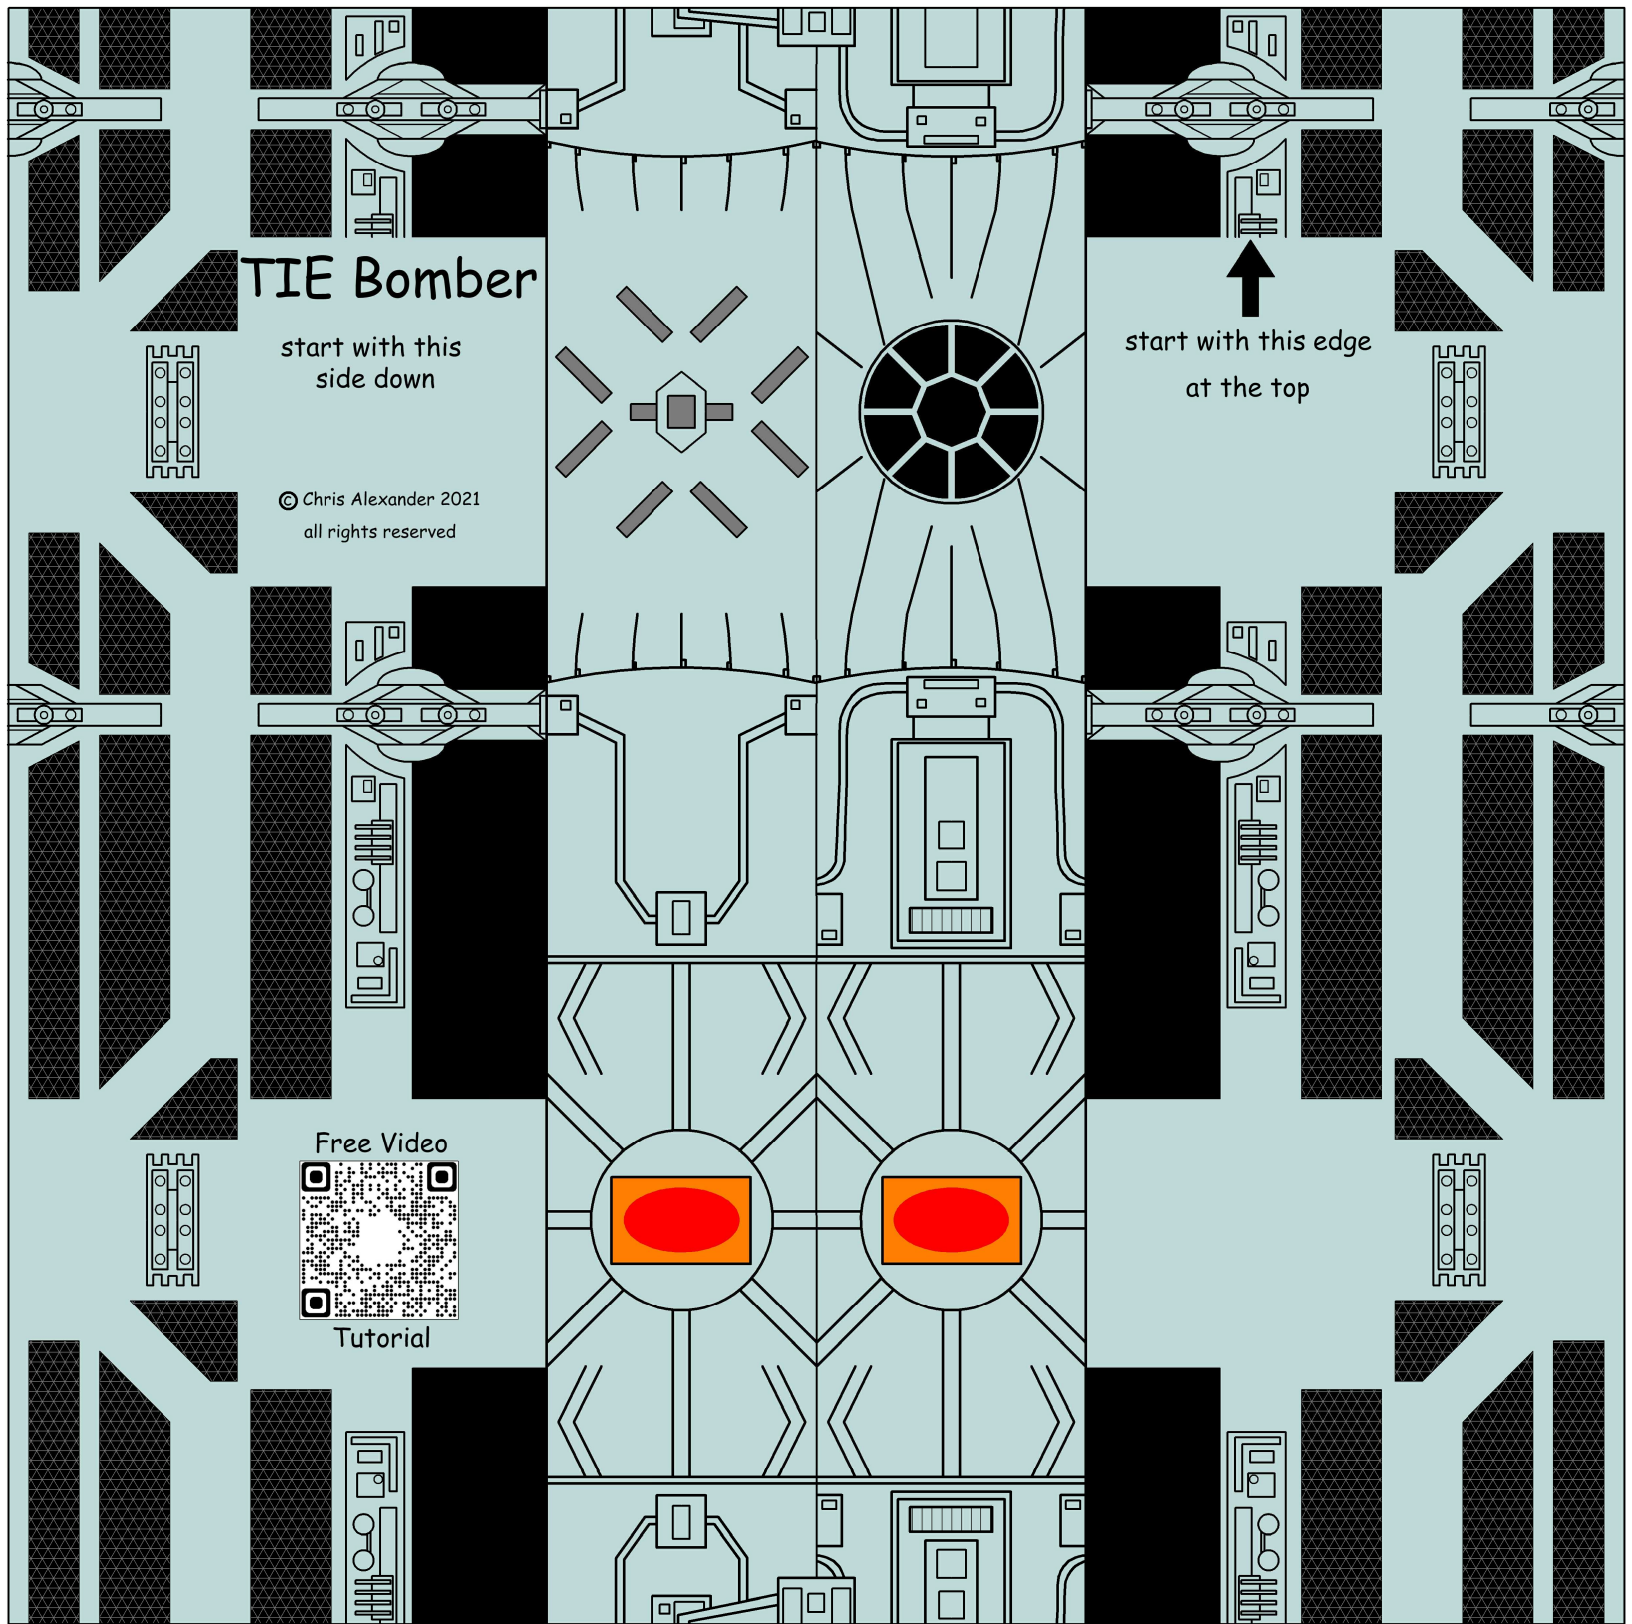 TIE Bomber
start with this
side down
© Chris Alexander 2021
all rights reserved
start with this edge
at the top
Free Video
Tutorial